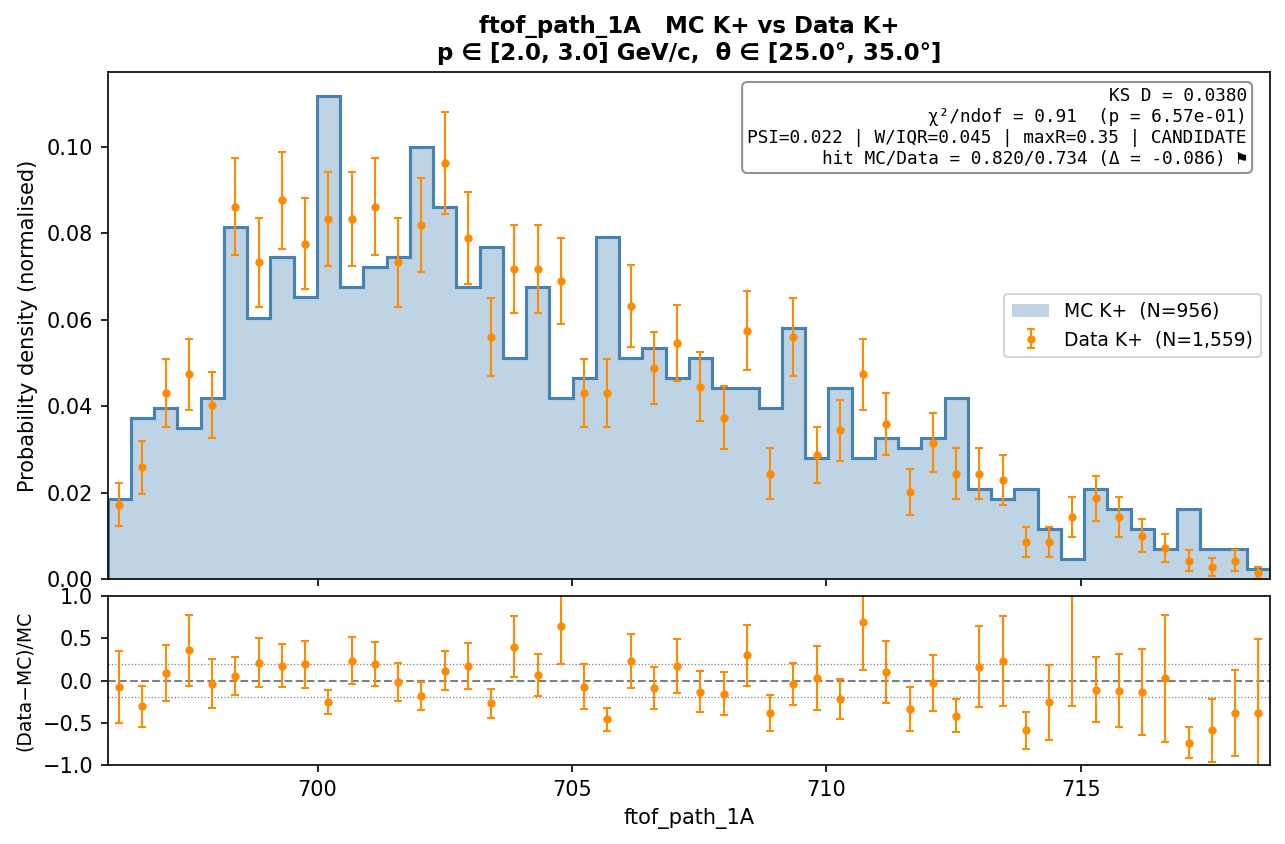 ftof_path_1A   MC K+ vs Data K+
p ∈ [2.0, 3.0] GeV/c,  θ ∈ [25.0°, 35.0°]
KS D = 0.0380
χ²/ndof = 0.91  (p = 6.57e-01)
PSI=0.022 | W/IQR=0.045 | maxR=0.35 | CANDIDATE
hit MC/Data = 0.820/0.734 (Δ = -0.086) ⚑
MC K+  (N=956)
Data K+  (N=1,559)
Probability density (normalised)
0.10
0.08
0.06
0.04
0.02
0.00
(Data−MC)/MC
1.0
0.5
0.0
−0.5
−1.0
700
705
710
715
ftof_path_1A